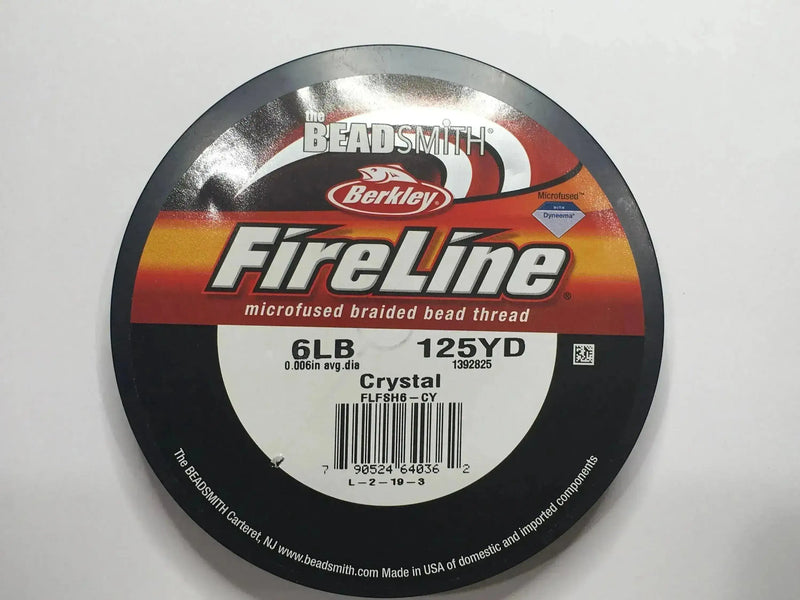 the
BEADSMITH®
Berkley®
Microfused™
WITH
Dyneema®
FireLine®
microfused braided bead thread
6LB 125YD
0.006in avg.dia 1392825
Crystal
FLFSH6-CY
7 90524 64036 2
L-2-19-3
The BEADSMITH Carteret, NJ www.beadsmith.com Made in USA of domestic and imported components